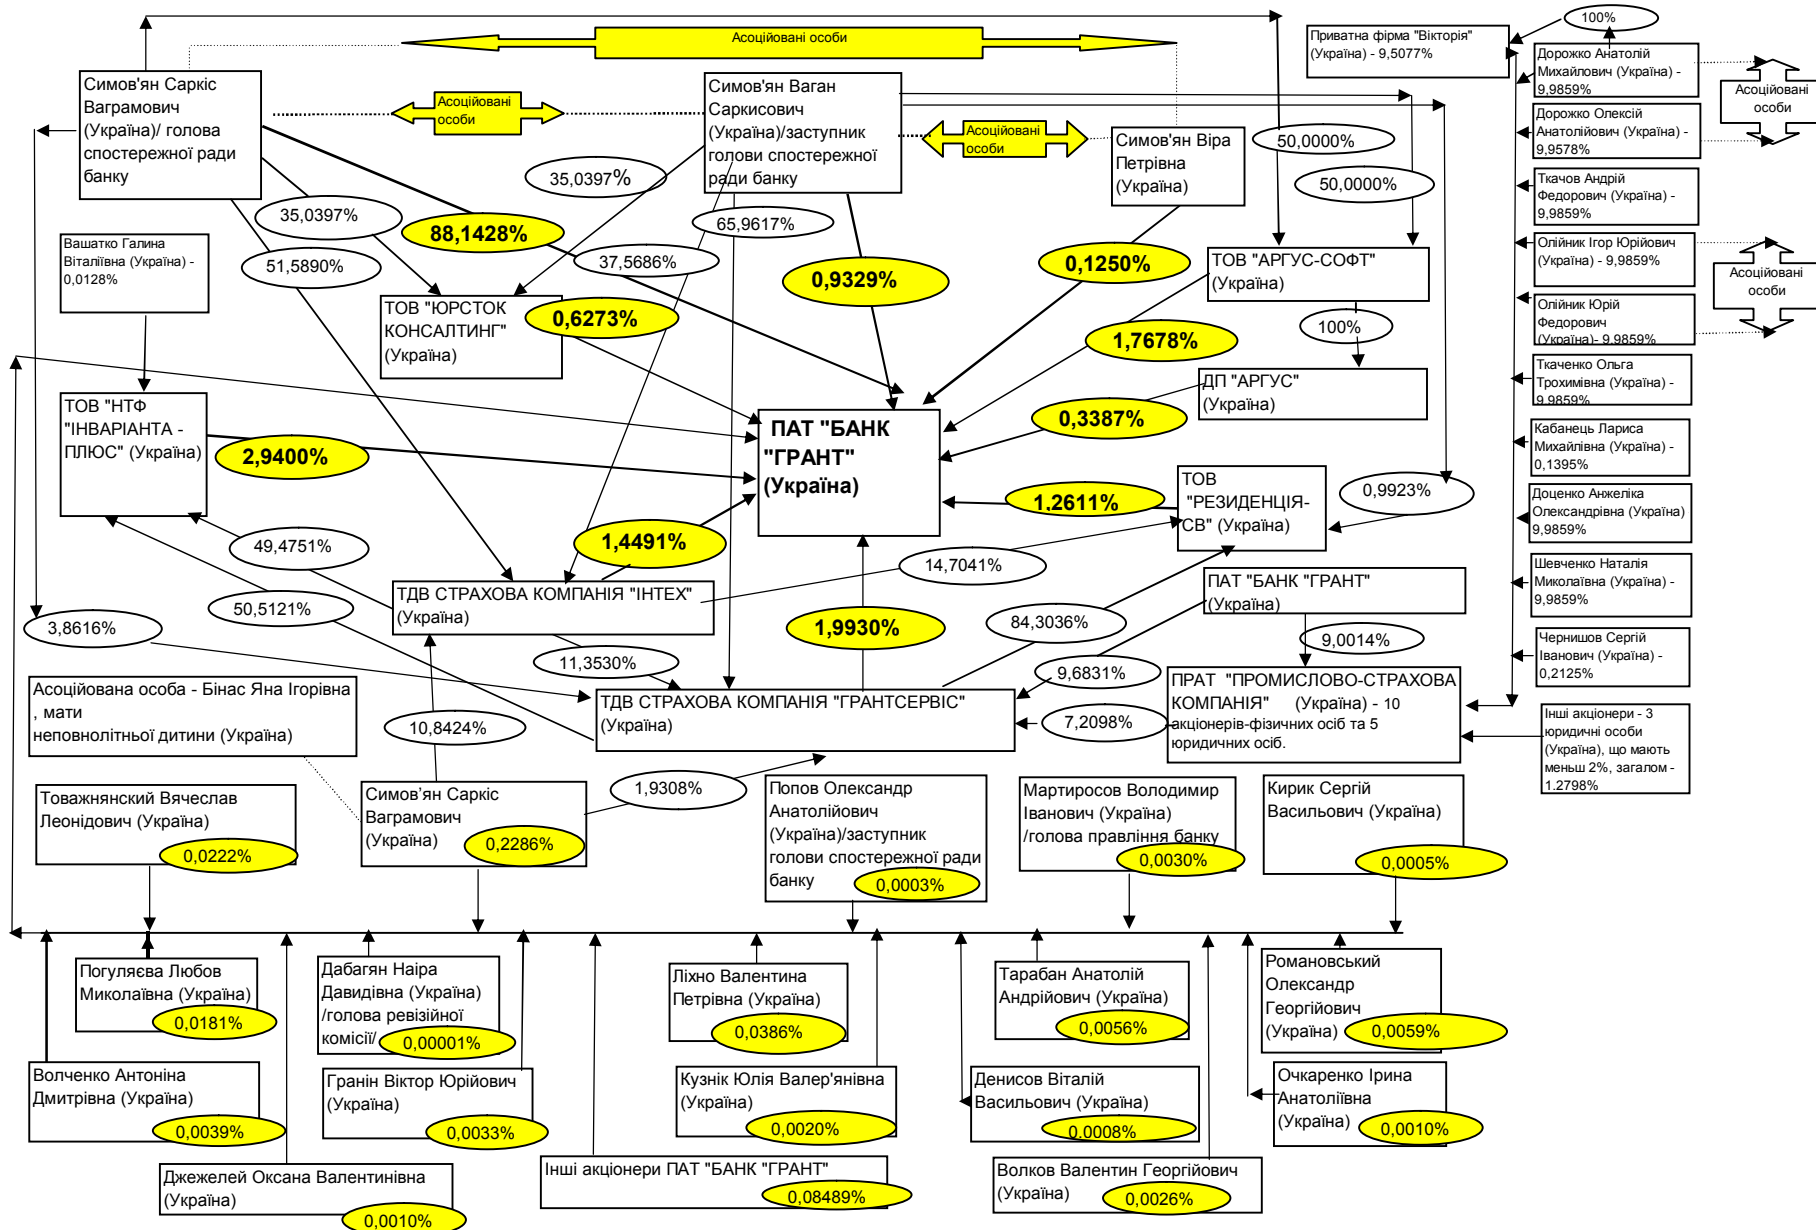 Асоційовані особи
100%
Приватна фірма "Вікторія"
(Україна) - 9,5077%
Дорожко Анатолій
Михайлович (Україна) -
9,9859%
Асоційовані
особи
Дорожко Олексій
Анатолійович (Україна) -
9,9578%
Симов'ян Саркіс
Ваграмович
(Україна)/ голова
спостережної ради
банку
Асоційовані
особи
Симов'ян Ваган
Саркисович
(Україна)/заступник
голови спостережної
ради банку
Асоційовані
особи
Симов'ян Віра
Петрівна
(Україна)
50,0000%
50,0000%
Ткачов Андрій
Федорович (Україна) -
9,9859%
35,0397%
35,0397%
65,9617%
88,1428%
37,5686%
51,5890%
0,9329%
0,1250%
Вашатко Галина
Віталіївна (Україна) -
0,0128%
Олійник Ігор Юрійович
(Україна) - 9,9859%
Асоційовані
особи
Олійник Юрій
Федорович
(Україна)- 9,9859%
ТОВ "АРГУС-СОФТ"
(Україна)
100%
ТОВ "ЮРСТОК
КОНСАЛТИНГ"
(Україна)
0,6273%
1,7678%
Ткаченко Ольга
Трохимівна (Україна) -
9,9859%
ДП "АРГУС"
(Україна)
0,3387%
ТОВ "НТФ
"ІНВАРІАНТА -
ПЛЮС" (Україна)
2,9400%
ПАТ "БАНК
"ГРАНТ"
(Україна)
Кабанець Лариса
Михайлівна (Україна) -
0,1395%
ТОВ
"РЕЗИДЕНЦІЯ-
СВ" (Україна)
1,2611%
0,9923%
Доценко Анжеліка
Олександрівна (Україна)
9,9859%
49,4751%
1,4491%
14,7041%
Шевченко Наталія
Миколаївна (Україна) -
9,9859%
ТДВ СТРАХОВА КОМПАНІЯ "ІНТЕХ"
(Україна)
ПАТ "БАНК "ГРАНТ"
(Україна)
50,5121%
3,8616%
1,9930%
84,3036%
9,0014%
Чернишов Сергій
Іванович (Україна) -
0,2125%
11,3530%
9,6831%
Асоційована особа - Бінас Яна Ігорівна
, мати
неповнолітньої дитини (Україна)
ТДВ СТРАХОВА КОМПАНІЯ "ГРАНТСЕРВІС"
(Україна)
7,2098%
ПРАТ "ПРОМИСЛОВО-СТРАХОВА
КОМПАНІЯ" (Україна) - 10
акціонерів-фізичних осіб та 5
юридичних осіб.
Інші акціонери - 3
юридичні особи
(Україна), що мають
меньш 2%, загалом -
1.2798%
10,8424%
1,9308%
Товажнянский Вячеслав
Леонідович (Україна)
0,0222%
Симов'ян Саркіс
Ваграмович
(Україна)
0,2286%
Попов Олександр
Анатолійович
(Україна)/заступник
голови спостережної ради
банку
0,0003%
Мартиросов Володимир
Іванович (Україна)
/голова правління банку
0,0030%
Кирик Сергій
Васильович (Україна)
0,0005%
Погуляєва Любов
Миколаївна (Україна)
0,0181%
Дабагян Наіра
Давидівна (Україна)
/голова ревізійної
комісії/
0,00001%
Ліхно Валентина
Петрівна (Україна)
0,0386%
Тарабан Анатолій
Андрійович (Україна)
0,0056%
Романовський
Олександр
Георгійович
(Україна)
0,0059%
Волченко Антоніна
Дмитрівна (Україна)
0,0039%
Гранін Віктор Юрійович
(Україна)
0,0033%
Кузнік Юлія Валер'янівна
(Україна)
0,0020%
Денисов Віталій
Васильович (Україна)
0,0008%
Очкаренко Ірина
Анатоліївна
(Україна)
0,0010%
Джежелей Оксана Валентинівна
(Україна)
0,0010%
Інші акціонери ПАТ "БАНК "ГРАНТ"
0,08489%
Волков Валентин Георгійович
(Україна)
0,0026%